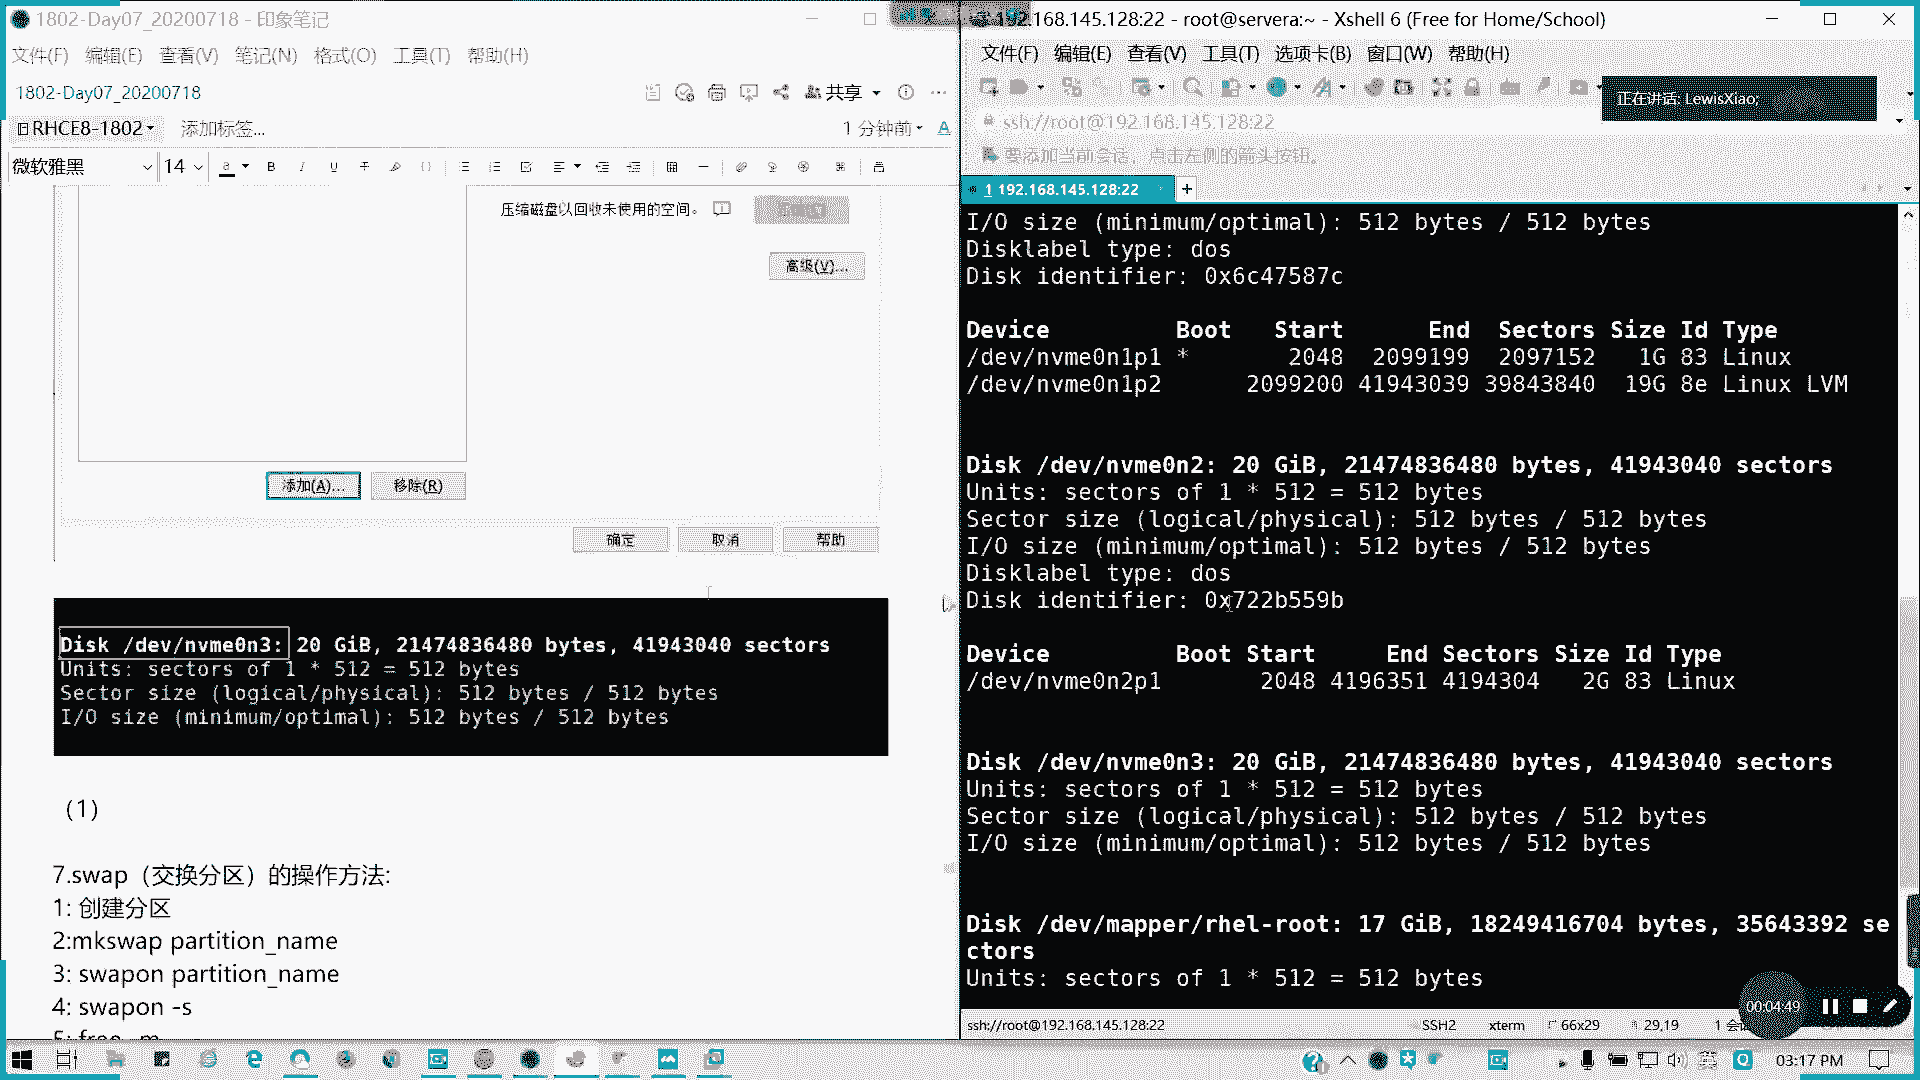 1802-Day07_20200718 - 印象笔记
文件(F) 编辑(E) 查看(V) 笔记(N) 格式(O) 工具(T) 帮助(H)
1802-Day07_20200718
共享
RHCE8-1802 添加标签...
1 分钟前
微软雅黑 14
压缩磁盘以回收未使用的空间。
高级(V)...
添加(A)... 移除(R)
确定 取消 帮助
Disk /dev/nvme0n3: 20 GiB, 21474836480 bytes, 41943040 sectors
Units: sectors of 1 * 512 = 512 bytes
Sector size (logical/physical): 512 bytes / 512 bytes
I/O size (minimum/optimal): 512 bytes / 512 bytes
（1）
7.swap（交换分区）的操作方法:
1: 创建分区
2:mkswap partition_name
3: swapon partition_name
4: swapon -s
5: free -m
192.168.145.128:22 - root@servera:~ - Xshell 6 (Free for Home/School)
文件(F) 编辑(E) 查看(V) 工具(T) 选项卡(B) 窗口(W) 帮助(H)
正在讲话: LewisXiao;
ssh://root@192.168.145.128:22
要添加当前会话，点击左侧的箭头按钮。
1 192.168.145.128:22
I/O size (minimum/optimal): 512 bytes / 512 bytes
Disklabel type: dos
Disk identifier: 0x6c47587c
Device Boot Start End Sectors Size Id Type
/dev/nvme0n1p1 * 2048 2099199 2097152 1G 83 Linux
/dev/nvme0n1p2 2099200 41943039 39843840 19G 8e Linux LVM
Disk /dev/nvme0n2: 20 GiB, 21474836480 bytes, 41943040 sectors
Units: sectors of 1 * 512 = 512 bytes
Sector size (logical/physical): 512 bytes / 512 bytes
I/O size (minimum/optimal): 512 bytes / 512 bytes
Disklabel type: dos
Disk identifier: 0x722b559b
Device Boot Start End Sectors Size Id Type
/dev/nvme0n2p1 2048 4196351 4194304 2G 83 Linux
Disk /dev/nvme0n3: 20 GiB, 21474836480 bytes, 41943040 sectors
Units: sectors of 1 * 512 = 512 bytes
Sector size (logical/physical): 512 bytes / 512 bytes
I/O size (minimum/optimal): 512 bytes / 512 bytes
Disk /dev/mapper/rhel-root: 17 GiB, 18249416704 bytes, 35643392 se
ctors
Units: sectors of 1 * 512 = 512 bytes
00:04:49
ssh://root@192.168.145.128:22 SSH2 xterm 66x29 29,19
03:17 PM